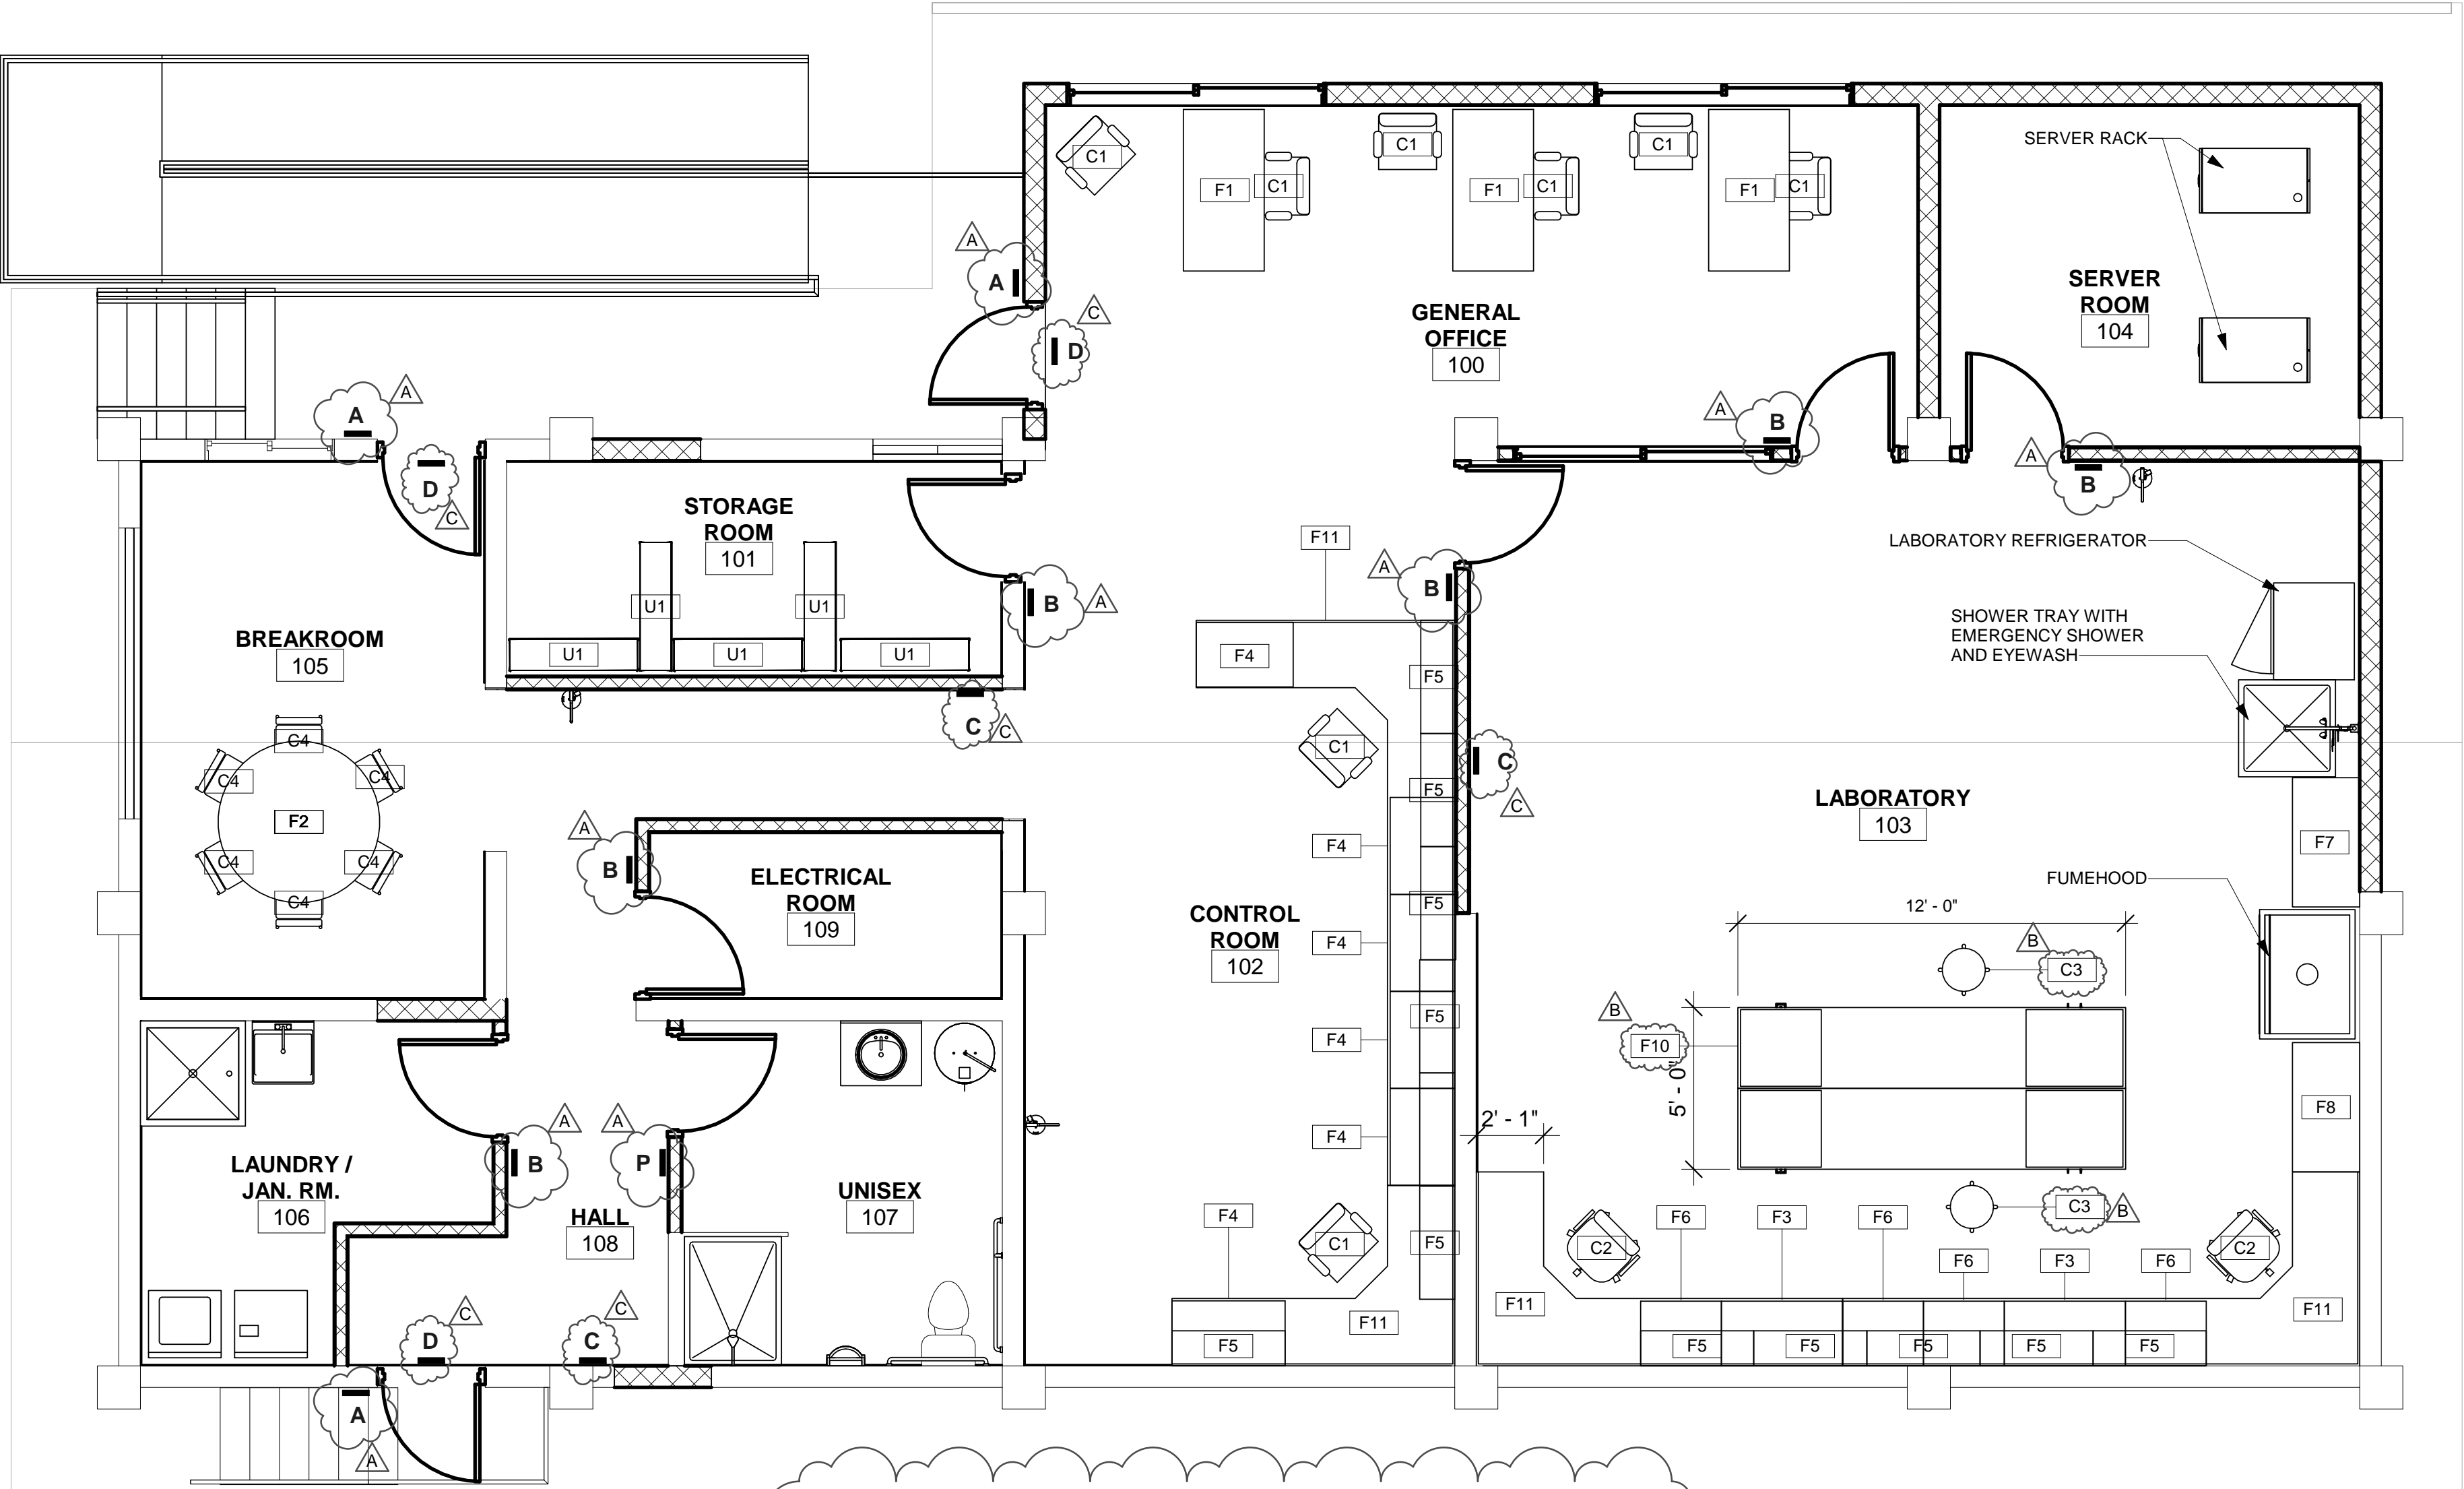 C1
C1
C1
F1
C1
F1
C1
F1
C1
SERVER RACK
SERVER
ROOM
104
GENERAL
OFFICE
100
A
A
C
D
A
A
D
C
A
B
A
B
STORAGE
ROOM
101
U1
U1
U1
U1
U1
B
A
F11
A
B
LABORATORY REFRIGERATOR
SHOWER TRAY WITH
EMERGENCY SHOWER
AND EYEWASH
BREAKROOM
105
C4
C4
C4
F2
C4
C4
C4
C
C
F4
F5
C1
F5
F4
F5
F4
F5
F4
F4
F5
F4
C1
F5
F11
C
C
LABORATORY
103
F7
FUMEHOOD
12' - 0"
A
B
ELECTRICAL
ROOM
109
CONTROL
ROOM
102
B
C3
B
F10
5' - 0"
2' - 1"
F8
A
B
A
P
LAUNDRY /
JAN. RM.
106
HALL
108
UNISEX
107
C3
B
F6
F3
F6
C2
C2
F6
F3
F6
F11
F11
C
D
C
C
F5
F5
F5
F5
F5
F5
A
A